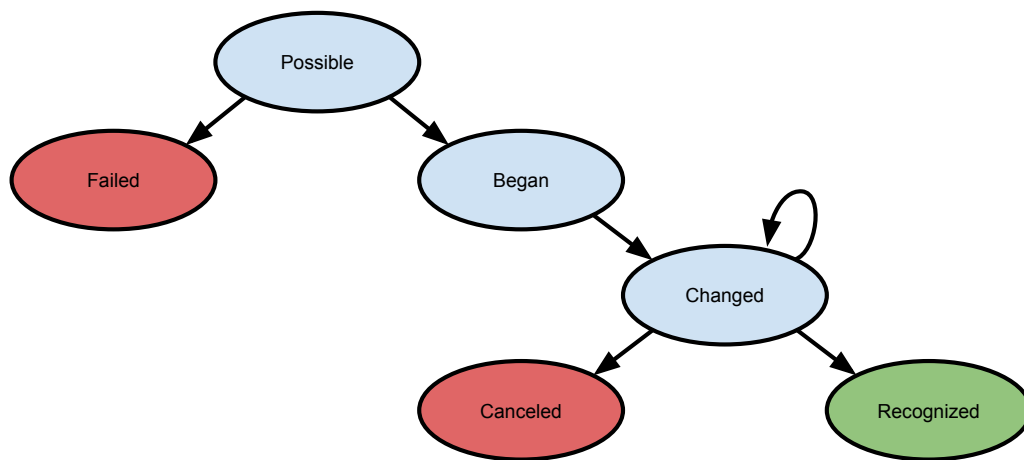 Possible
Failed
Began
Changed
Canceled
Recognized